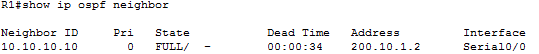 R1#show ip ospf neighbor
Neighbor ID Pri State Dead Time Address Interface
10.10.10.10 0 FULL/ - 00:00:34 200.10.1.2 Serial0/0